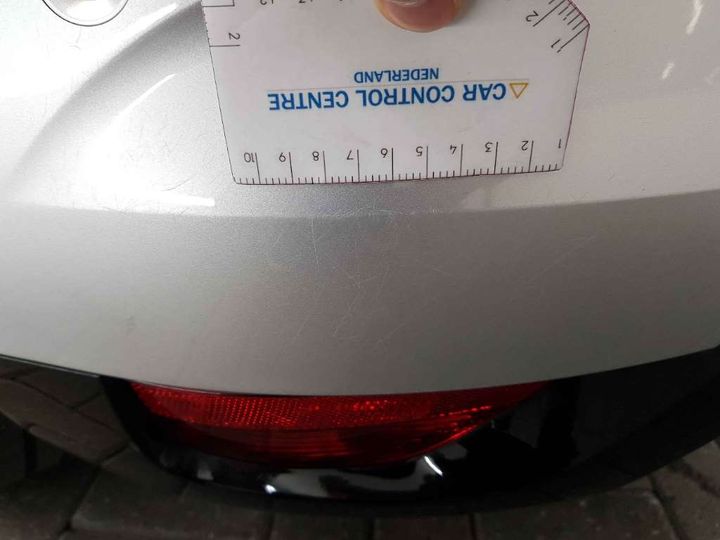 CAR CONTROL CENTRE
NEDERLAND
1 2 3 4 5 6 7 8 9 10